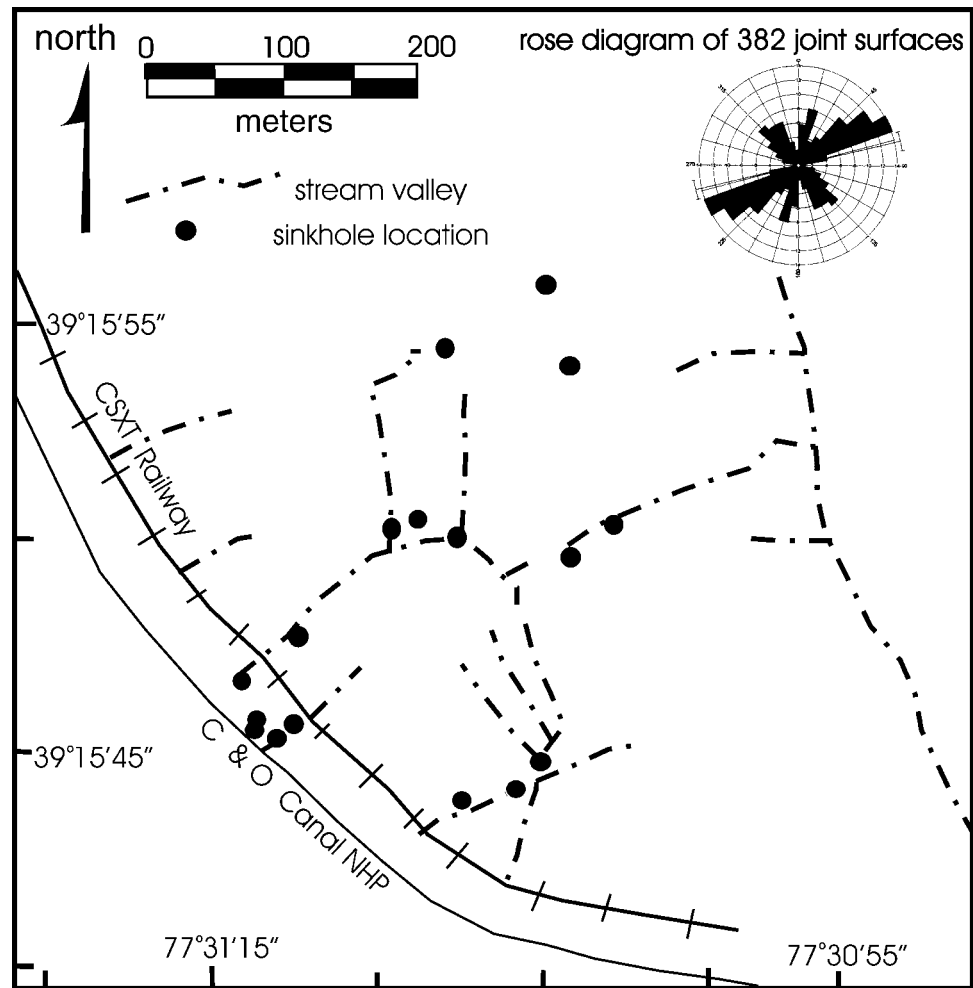 north
0 100 200
meters
rose diagram of 382 joint surfaces
stream valley
sinkhole location
39°15'55"
CSXT Railway
39°15'45"
C & O Canal NHP
77°31'15"
77°30'55"